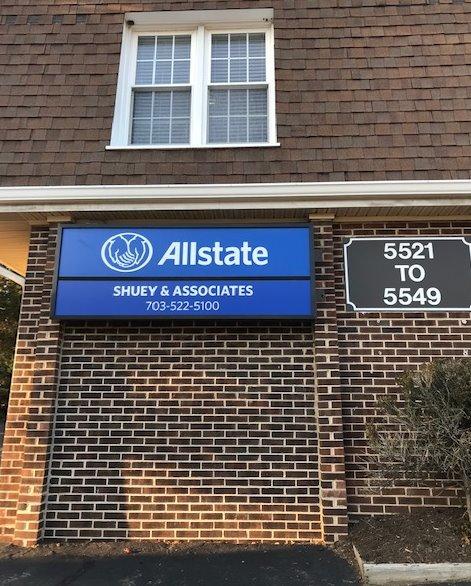 Allstate
SHUEY & ASSOCIATES
703-522-5100
5521
TO
5549